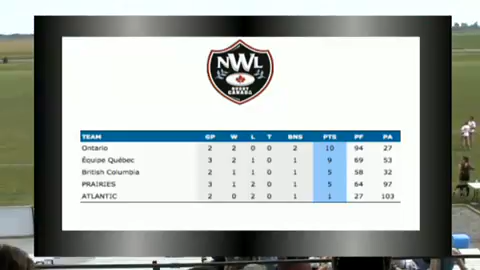 NWL
RUGBY
CANADA
TEAM GP W L T BNS PTS PF PA
Ontario 2 2 0 0 2 10 94 27
Équipe Québec 3 2 1 0 1 9 69 53
British Columbia 2 1 1 0 1 5 58 32
PRAIRIES 3 1 2 0 1 5 64 97
ATLANTIC 2 0 2 0 1 1 27 103